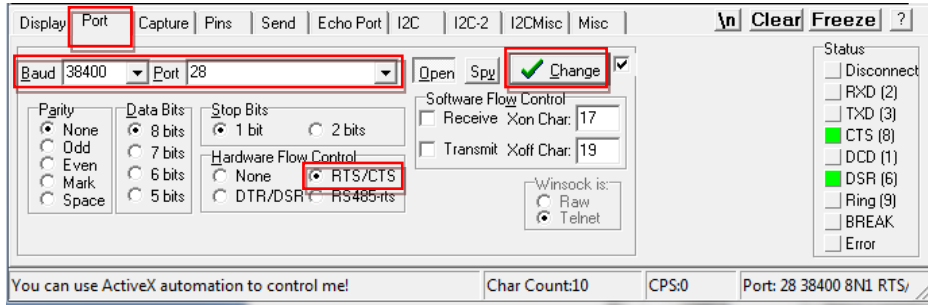 Display Port Capture Pins Send Echo Port I2C I2C-2 I2CMisc Misc \n Clear Freeze ?
Baud 38400 Port 28 Open Spy Change
Status
Disconnect
RXD (2)
TXD (3)
CTS (8)
DCD (1)
DSR (6)
Ring (9)
BREAK
Error
Parity
None
Odd
Even
Mark
Space
Data Bits
8 bits
7 bits
6 bits
5 bits
Stop Bits
1 bit 2 bits
Hardware Flow Control
None RTS/CTS
DTR/DSR RS485-rts
Software Flow Control
Receive Xon Char: 17
Transmit Xoff Char: 19
Winsock is:
Raw
Telnet
You can use ActiveX automation to control me! Char Count:10 CPS:0 Port: 28 38400 8N1 RTS/